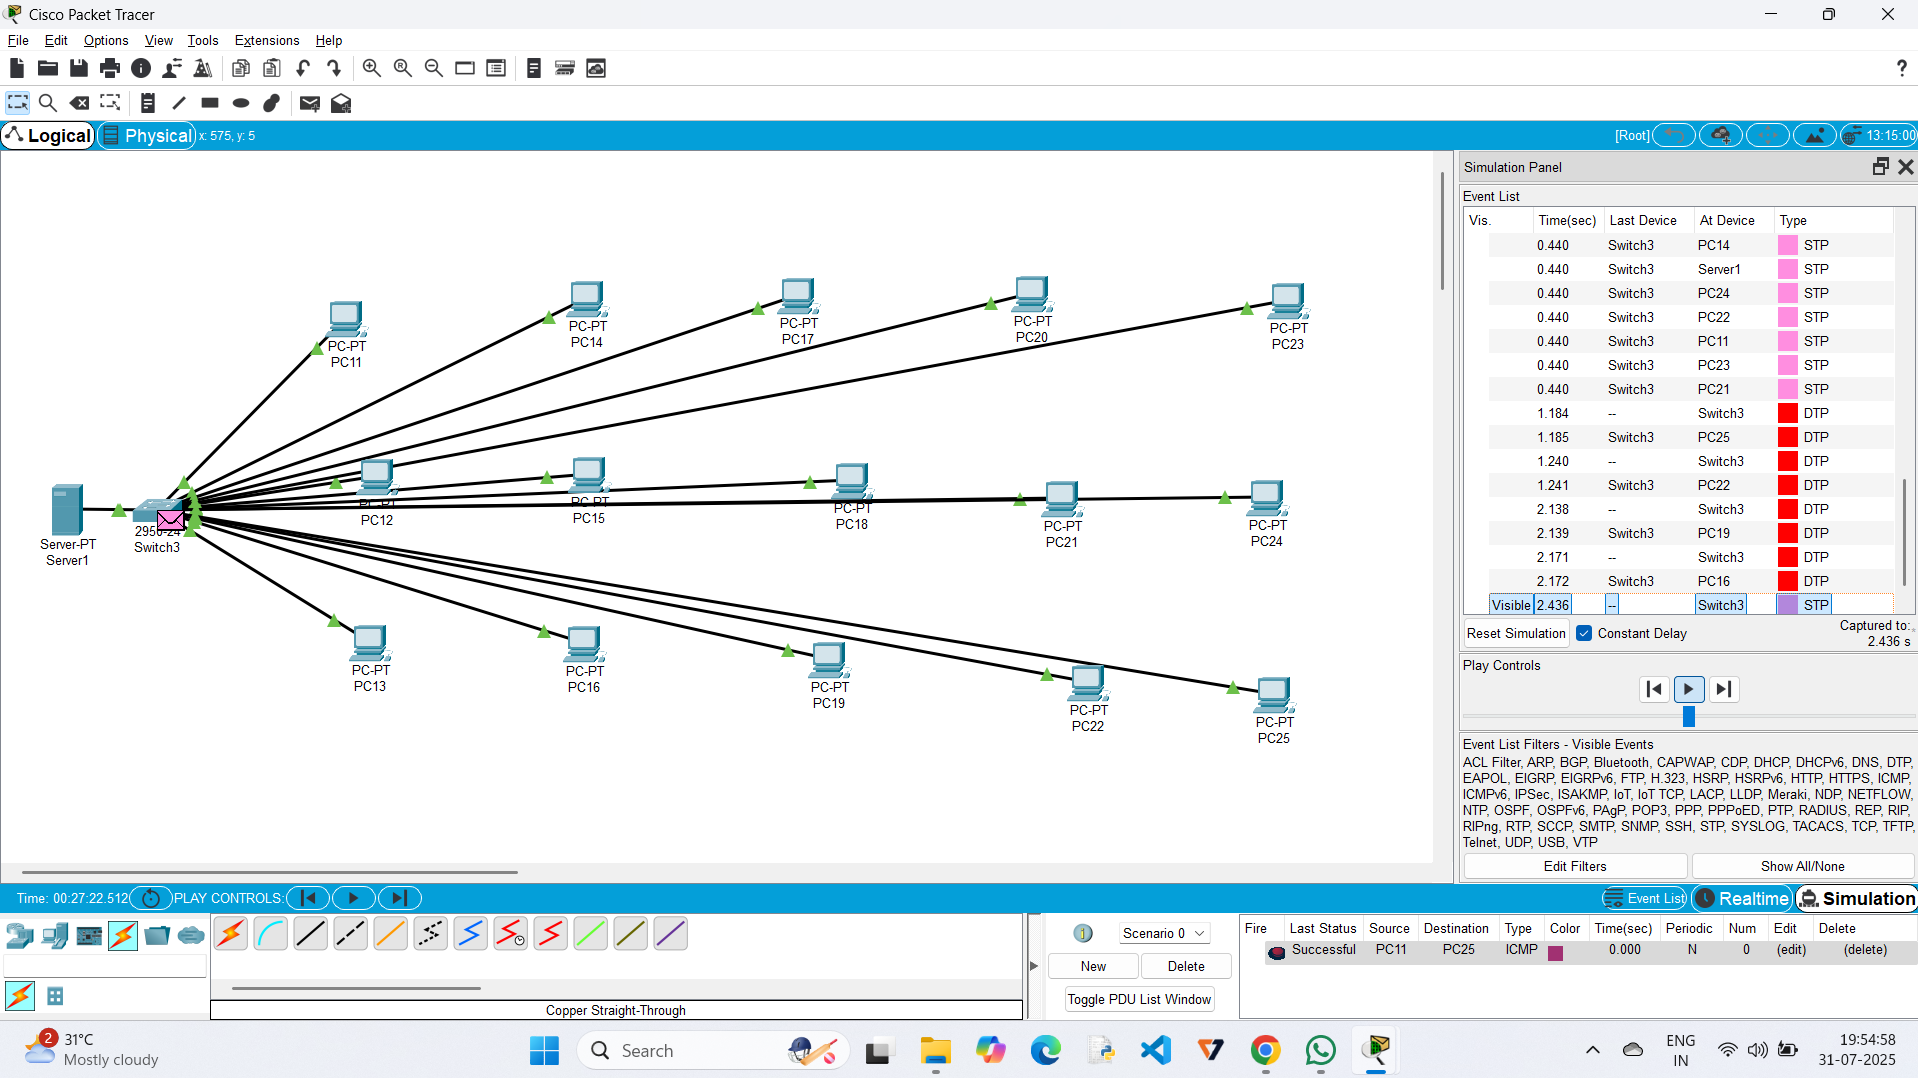 Cisco Packet Tracer
File Edit Options View Tools Extensions Help
?
Logical Physical x: 575, y: 5 [Root] 13:15:00
PC-PT
PC11
PC-PT
PC14
PC-PT
PC17
PC-PT
PC20
PC-PT
PC23
Server-PT
Server1
2950-24
Switch3
PC-PT
PC12
PC-PT
PC15
PC-PT
PC18
PC-PT
PC21
PC-PT
PC24
PC-PT
PC13
PC-PT
PC16
PC-PT
PC19
PC-PT
PC22
PC-PT
PC25
Simulation Panel
Event List
Vis. Time(sec) Last Device At Device Type
0.440 Switch3 PC14 STP
0.440 Switch3 Server1 STP
0.440 Switch3 PC24 STP
0.440 Switch3 PC22 STP
0.440 Switch3 PC11 STP
0.440 Switch3 PC23 STP
0.440 Switch3 PC21 STP
1.184 -- Switch3 DTP
1.185 Switch3 PC25 DTP
1.240 -- Switch3 DTP
1.241 Switch3 PC22 DTP
2.138 -- Switch3 DTP
2.139 Switch3 PC19 DTP
2.171 -- Switch3 DTP
2.172 Switch3 PC16 DTP
Visible 2.436 -- Switch3 STP
Reset Simulation Constant Delay Captured to:
2.436 s
Play Controls
Event List Filters - Visible Events
ACL Filter, ARP, BGP, Bluetooth, CAPWAP, CDP, DHCP, DHCPv6, DNS, DTP,
EAPOL, EIGRP, EIGRPv6, FTP, H.323, HSRP, HSRPv6, HTTP, HTTPS, ICMP,
ICMPv6, IPSec, ISAKMP, IoT, IoT TCP, LACP, LLDP, Meraki, NDP, NETFLOW,
NTP, OSPF, OSPFv6, PAgP, POP3, PPP, PPPoED, PTP, RADIUS, REP, RIP,
RIPng, RTP, SCCP, SMTP, SNMP, SSH, STP, SYSLOG, TACACS, TCP, TFTP,
Telnet, UDP, USB, VTP
Edit Filters Show All/None
Time: 00:27:22.512 PLAY CONTROLS: Event List Realtime Simulation
1 Scenario 0
New Delete
Toggle PDU List Window
Fire Last Status Source Destination Type Color Time(sec) Periodic Num Edit Delete
Successful PC11 PC25 ICMP 0.000 N 0 (edit) (delete)
Copper Straight-Through
2 31°C
Mostly cloudy
Search
ENG
IN
19:54:58
31-07-2025